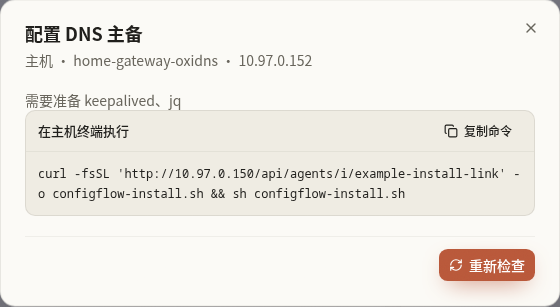 配置 DNS 主备
主机 • home-gateway-oxidns • 10.97.0.152
需要准备 keepalived、jq
在主机终端执行
复制命令
curl -fsSL 'http://10.97.0.150/api/agents/i/example-install-link' -
o configflow-install.sh && sh configflow-install.sh
重新检查